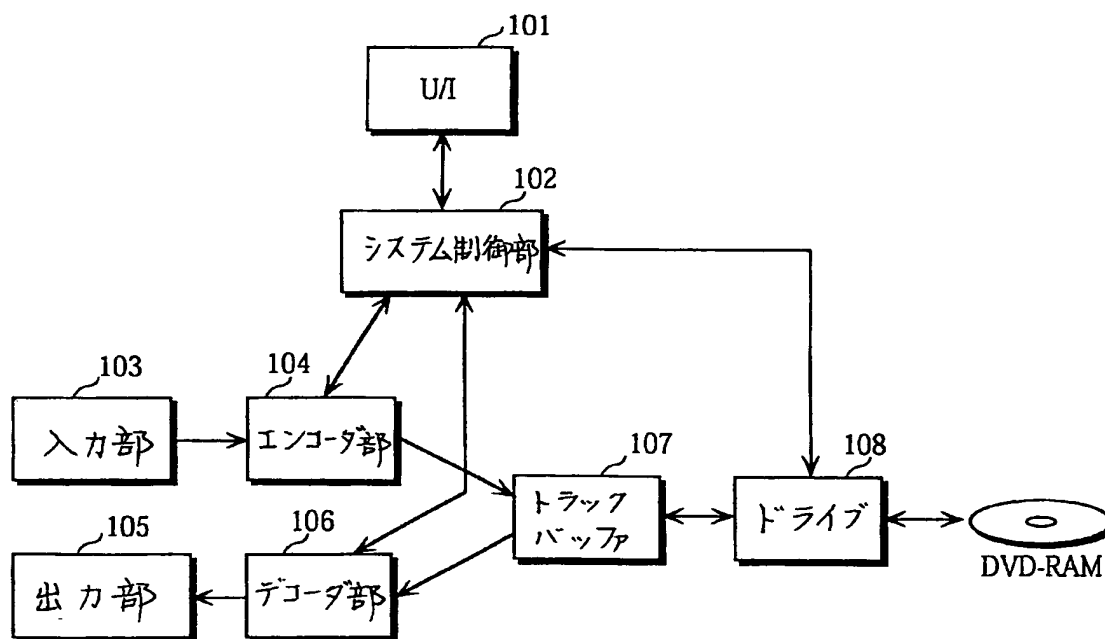 101
U/I
102
システム制御部
103
入力部
104
エンコーダ部
107
トラック
バッファ
108
ドライブ
DVD-RAM
105
出力部
106
デコーダ部